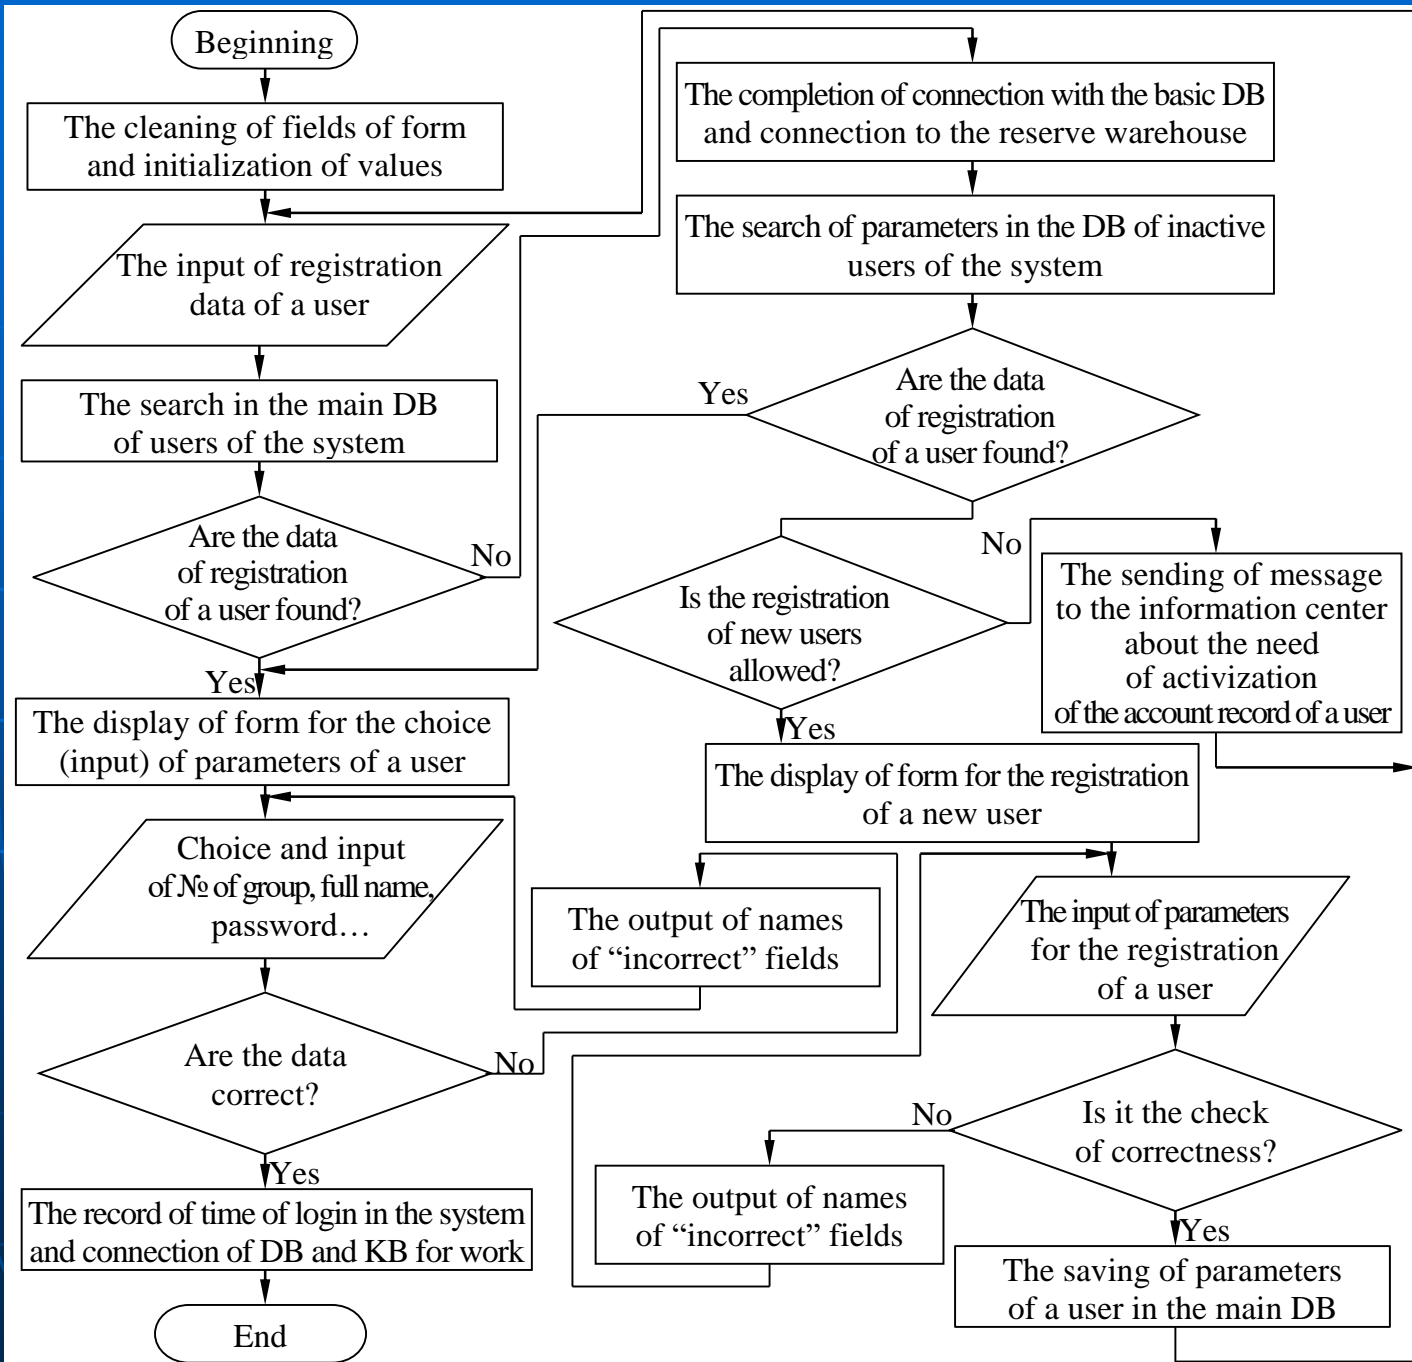 Beginning
The cleaning of fields of form
and initialization of values
The input of registration
data of a user
The search in the main DB
of users of the system
Are the data
of registration
of a user found?
No
Yes
The display of form for the choice
(input) of parameters of a user
Choice and input
of № of group, full name,
password…
Are the data
correct?
No
Yes
The record of time of login in the system
and connection of DB and KB for work
End
The completion of connection with the basic DB
and connection to the reserve warehouse
The search of parameters in the DB of inactive
users of the system
Are the data
of registration
of a user found?
Yes
Is the registration
of new users
allowed?
No
The sending of message
to the information center
about the need
of activization
of the account record of a user
Yes
The display of form for the registration
of a new user
The output of names
of “incorrect” fields
The input of parameters
for the registration
of a user
Is it the check
of correctness?
No
The output of names
of “incorrect” fields
Yes
The saving of parameters
of a user in the main DB